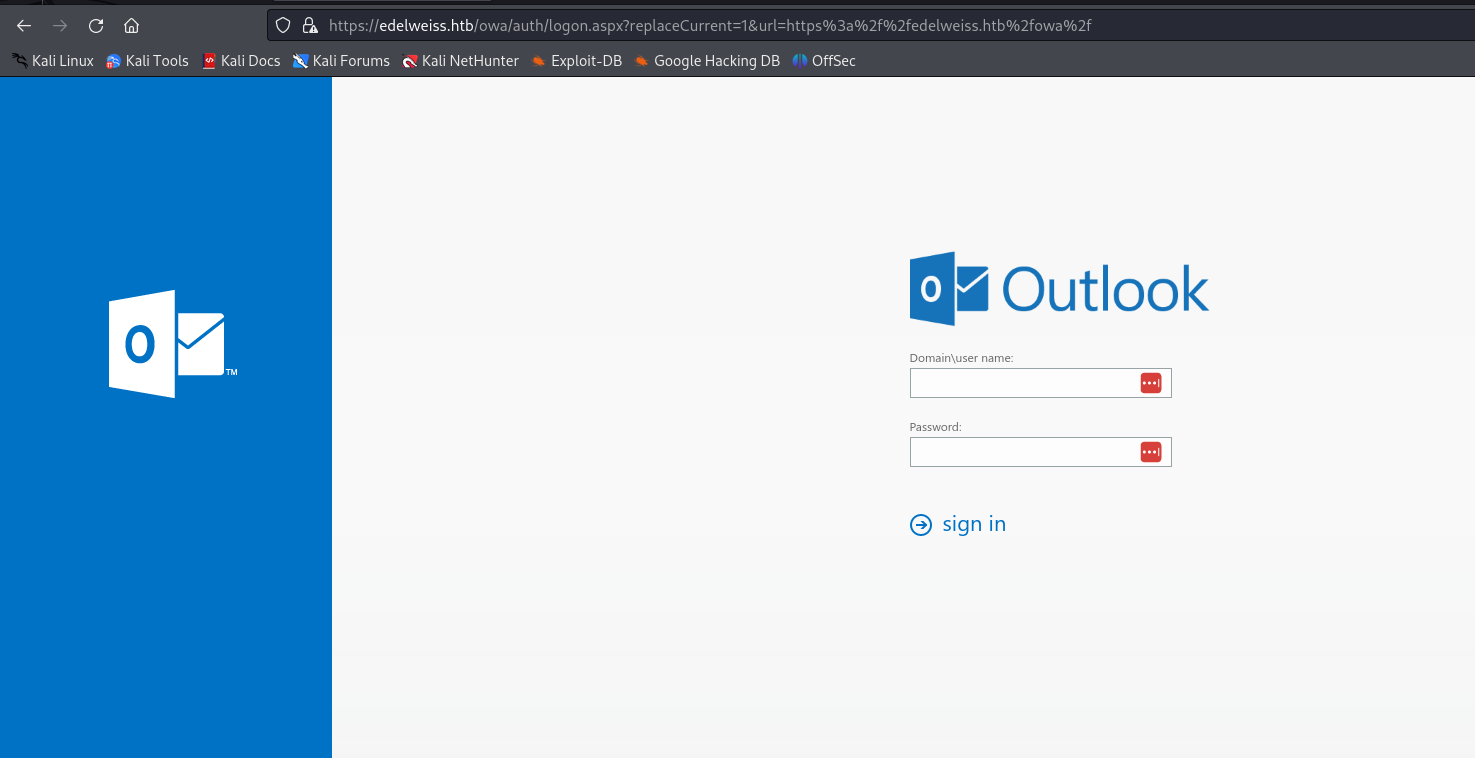 https://edelweiss.htb/owa/auth/logon.aspx?replaceCurrent=1&url=https%3a%2f%2fedelweiss.htb%2fowa%2f
Kali Linux Kali Tools Kali Docs Kali Forums Kali NetHunter Exploit-DB Google Hacking DB OffSec
Outlook
O TM
Domain\user name:
Password:
sign in